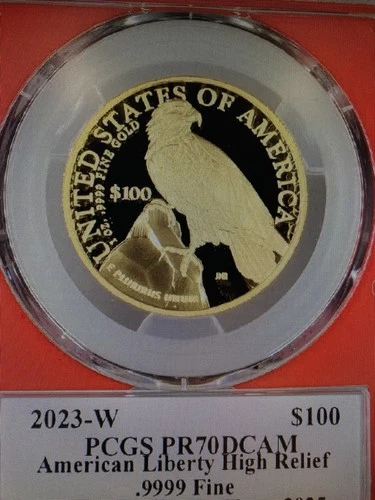 UNITED STATES OF AMERICA
1 OZ. .9999 FINE GOLD
$100
E PLURIBUS UNUM
2023-W $100
PCGS PR70DCAM
American Liberty High Relief
.9999 Fine